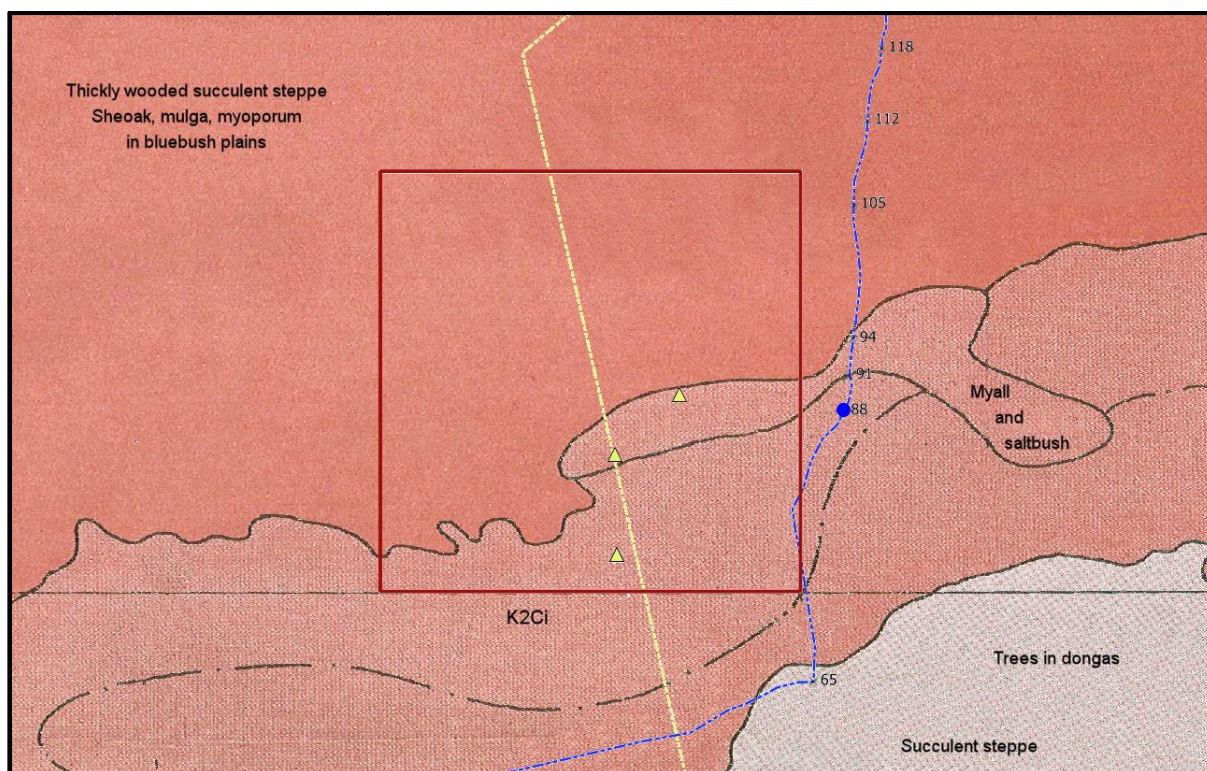 118
Thickly wooded succulent steppe
Sheoak, mulga, myoporum
in bluebush plains
112
105
94
91
Myall
and
saltbush
88
K2Ci
Trees in dongas
65
Succulent steppe